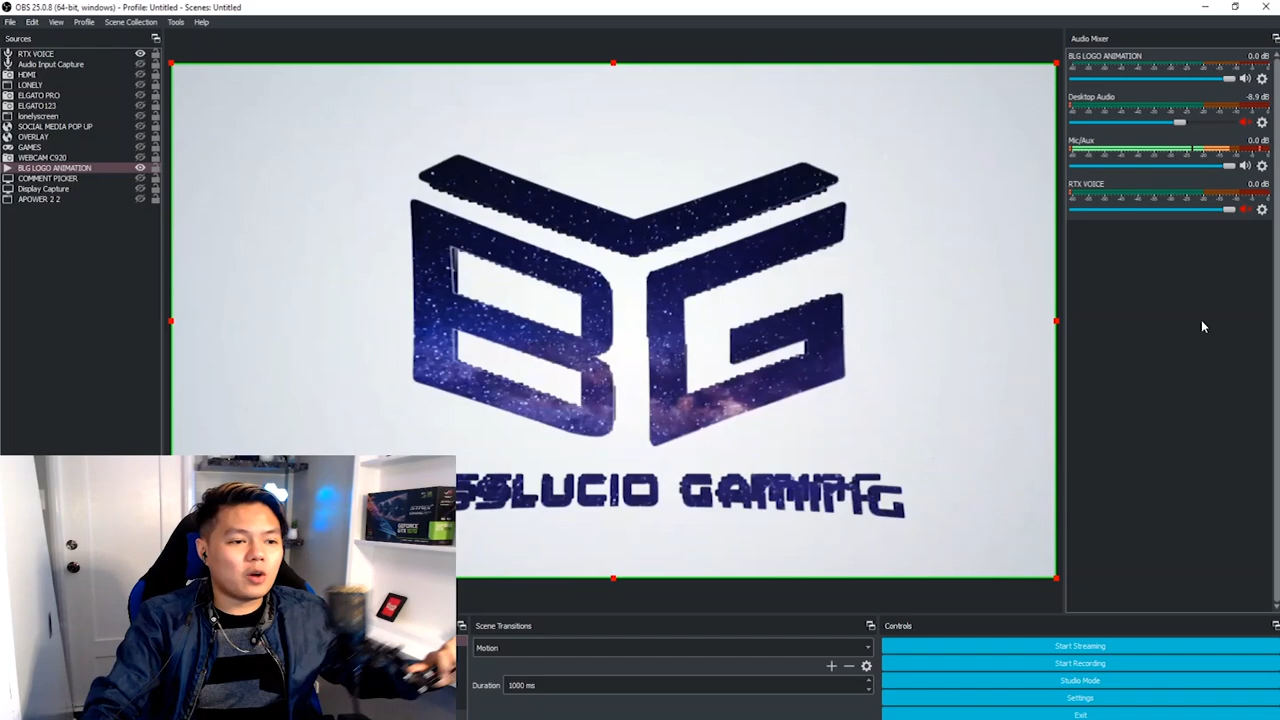 OBS 25.0.8 (64-bit, windows) - Profile: Untitled - Scenes: Untitled
File Edit View Profile Scene Collection Tools Help
Sources
RTX VOICE
Audio Input Capture
HDMI
LONELY
ELGATO PRO
ELGATO123
lonelyscreen
SOCIAL MEDIA POP UP
OVERLAY
GAMES
WEBCAM C920
BLG LOGO ANIMATION
COMMENT PICKER
Display Capture
APOWER 2 2
BG
SSLUCIO GAMING
GEFORCE
Audio Mixer
BLG LOGO ANIMATION 0.0 dB
Desktop Audio -8.9 dB
Mic/Aux 0.0 dB
RTX VOICE 0.0 dB
Scene Transitions
Motion
Duration 1000 ms
Controls
Start Streaming
Start Recording
Studio Mode
Settings
Exit